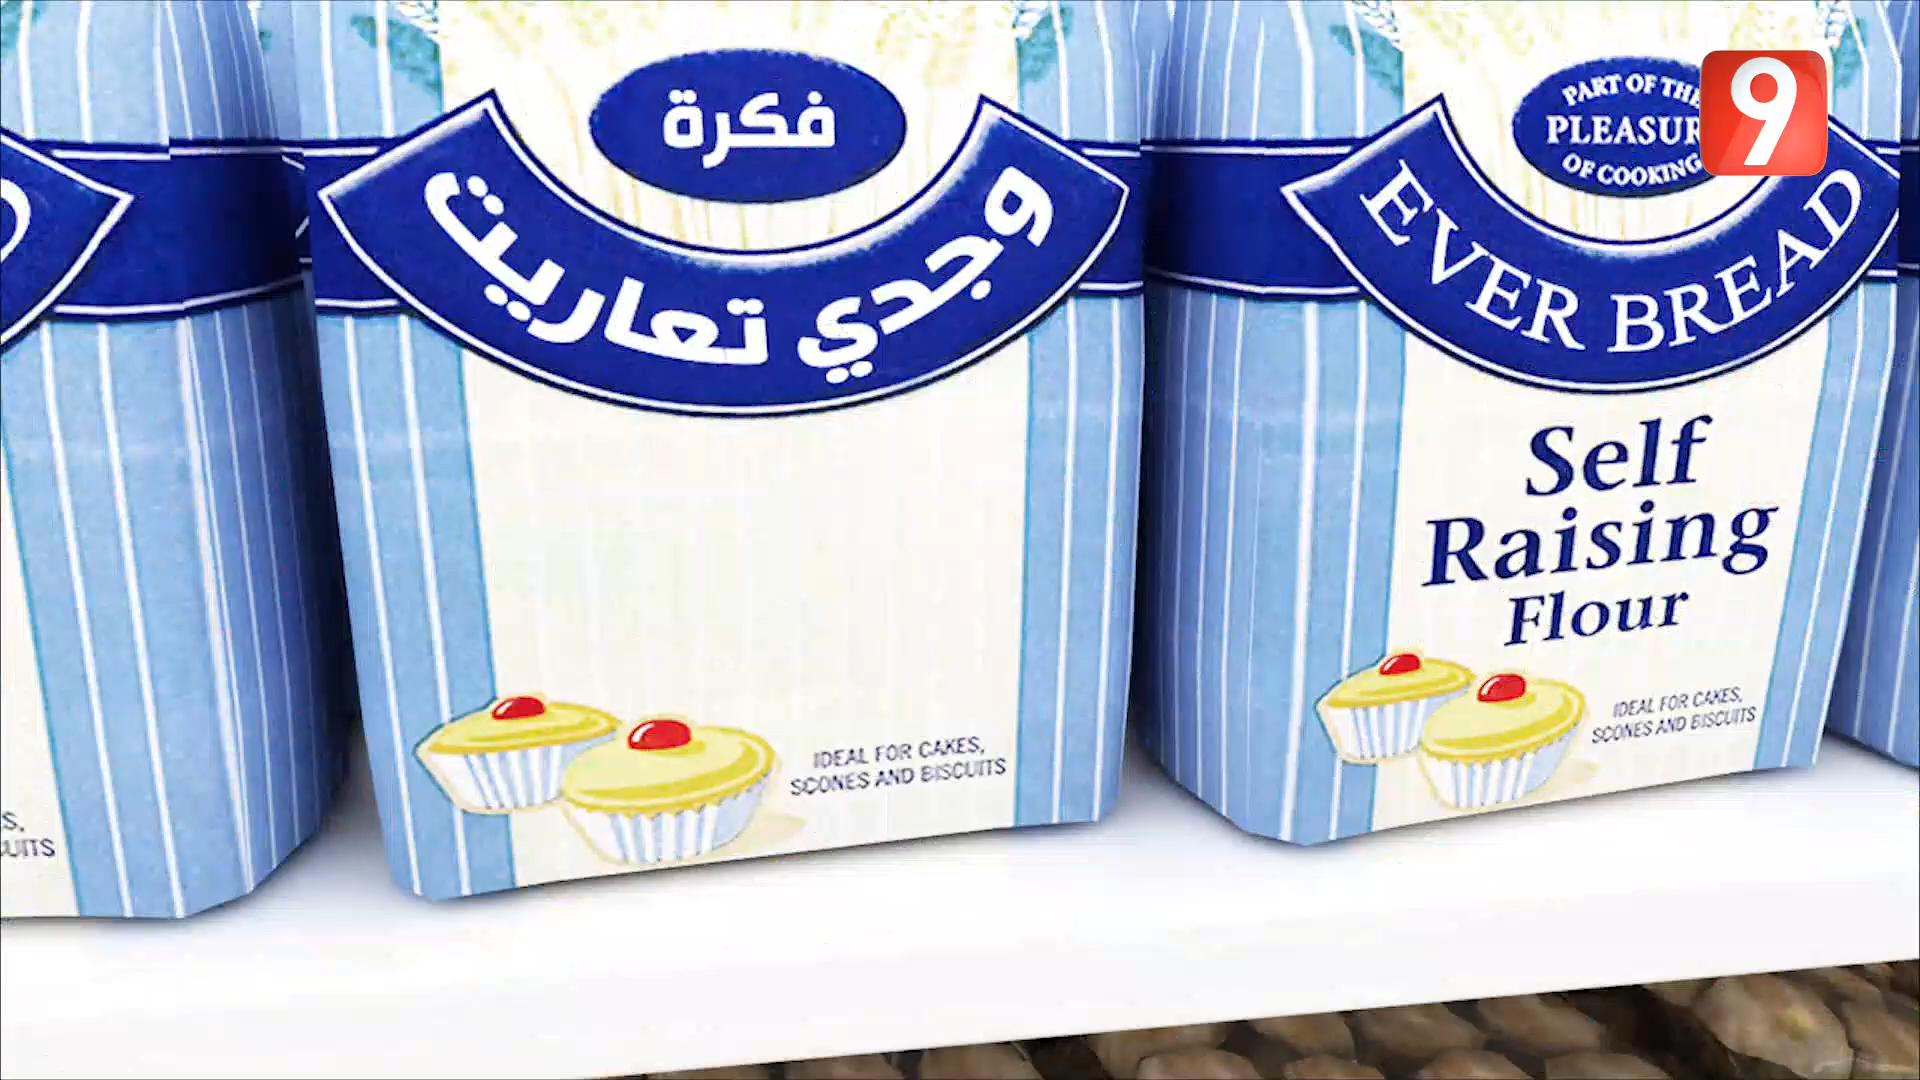 فكرة
وجدي تعاريت
IDEAL FOR CAKES,
SCONES AND BISCUITS
PART OF THE
OF COOKING
EVER BREAD
Self
Raising
Flour
IDEAL FOR CAKES,
SCONES AND BISCUITS
9